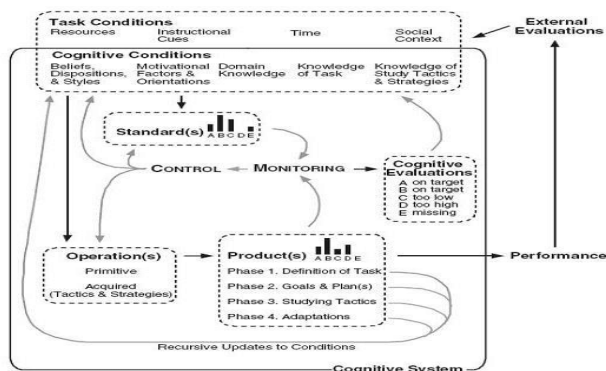 Task Conditions
Resources Instructional Cues Time Social Context
External Evaluations
Cognitive Conditions
Beliefs, Dispositions, & Styles
Motivational Factors & Orientations
Domain Knowledge
Knowledge of Task
Knowledge of Study Tactics & Strategies
Standard(s)
A B C D E
CONTROL
MONITORING
Cognitive Evaluations
A on target
B on target
C too low
D too high
E missing
Operation(s)
Primitive
Acquired
(Tactics & Strategies)
Product(s)
A B C D E
Phase 1. Definition of Task
Phase 2. Goals & Plan(s)
Phase 3. Studying Tactics
Phase 4. Adaptations
Performance
Recursive Updates to Conditions
Cognitive System